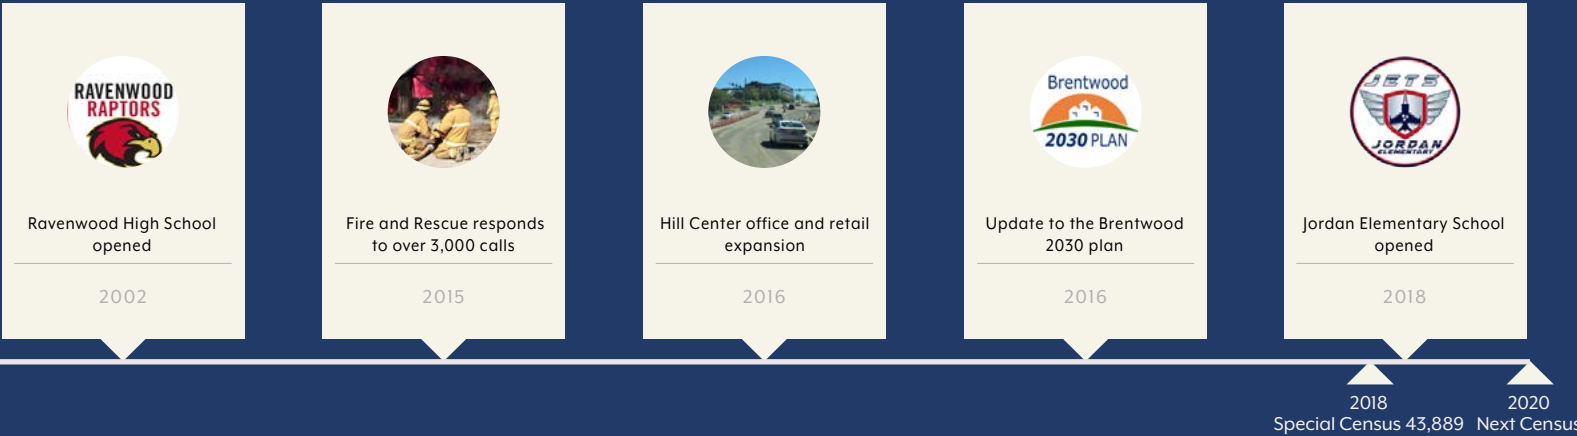 RAVENWOOD
RAPTORS
Ravenwood High School
opened
2002
Fire and Rescue responds
to over 3,000 calls
2015
Hill Center office and retail
expansion
2016
Brentwood
2030 PLAN
Update to the Brentwood
2030 plan
2016
JETS
JORDAN
ELEMENTARY
Jordan Elementary School
opened
2018
2018
Special Census 43,889
2020
Next Census